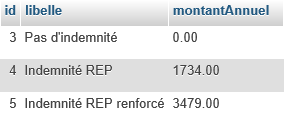 id libelle montantAnnuel
3 Pas d'indemnité 0.00
4 Indemnité REP 1734.00
5 Indemnité REP renforcé 3479.00